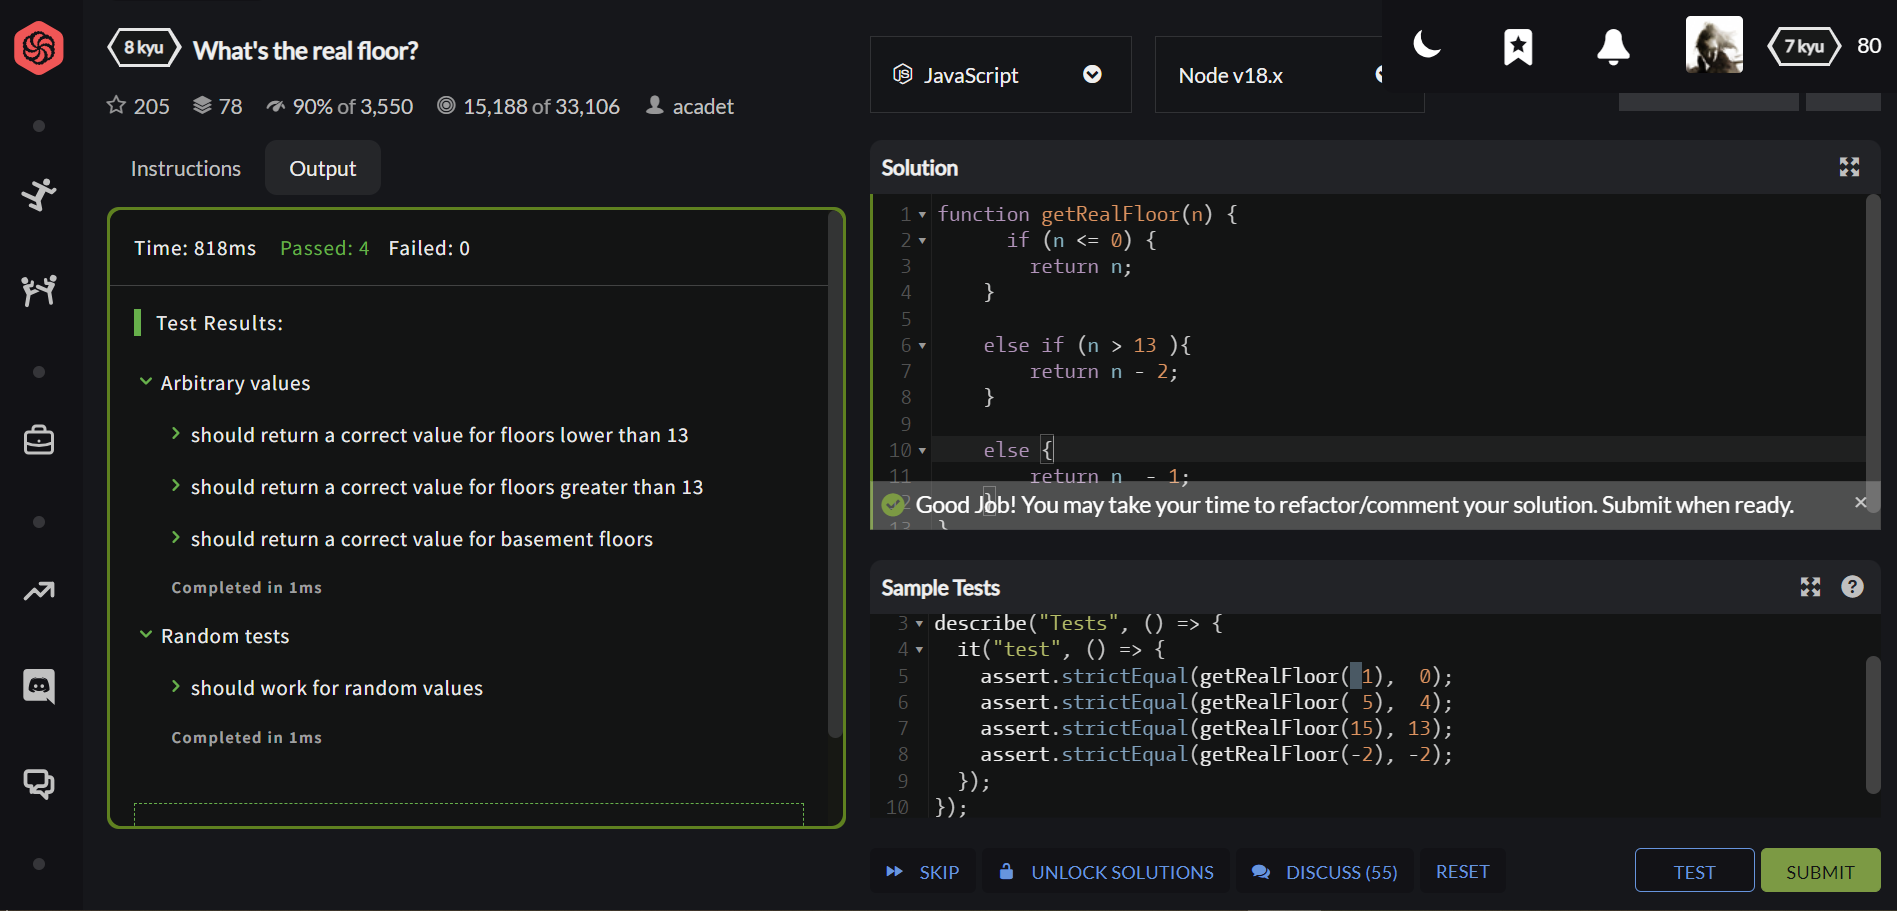 8 kyu What's the real floor?
205 78 90% of 3,550 15,188 of 33,106 acadet
JavaScript
Node v18.x
7 kyu 80
Instructions Output
Time: 818ms Passed: 4 Failed: 0
Test Results:
Arbitrary values
should return a correct value for floors lower than 13
should return a correct value for floors greater than 13
should return a correct value for basement floors
Completed in 1ms
Random tests
should work for random values
Completed in 1ms
Solution
1 function getRealFloor(n) {
2 if (n <= 0) {
3 return n;
4 }
5
6 else if (n > 13 ){
7 return n - 2;
8 }
9
10 else {
11 return n  - 1;
12 }
13 }
Good Job! You may take your time to refactor/comment your solution. Submit when ready.
Sample Tests
3 describe("Tests", () => {
4 it("test", () => {
5 assert.strictEqual(getRealFloor( 1),  0);
6 assert.strictEqual(getRealFloor( 5),  4);
7 assert.strictEqual(getRealFloor(15), 13);
8 assert.strictEqual(getRealFloor(-2), -2);
9 });
10 });
SKIP UNLOCK SOLUTIONS DISCUSS (55) RESET TEST SUBMIT